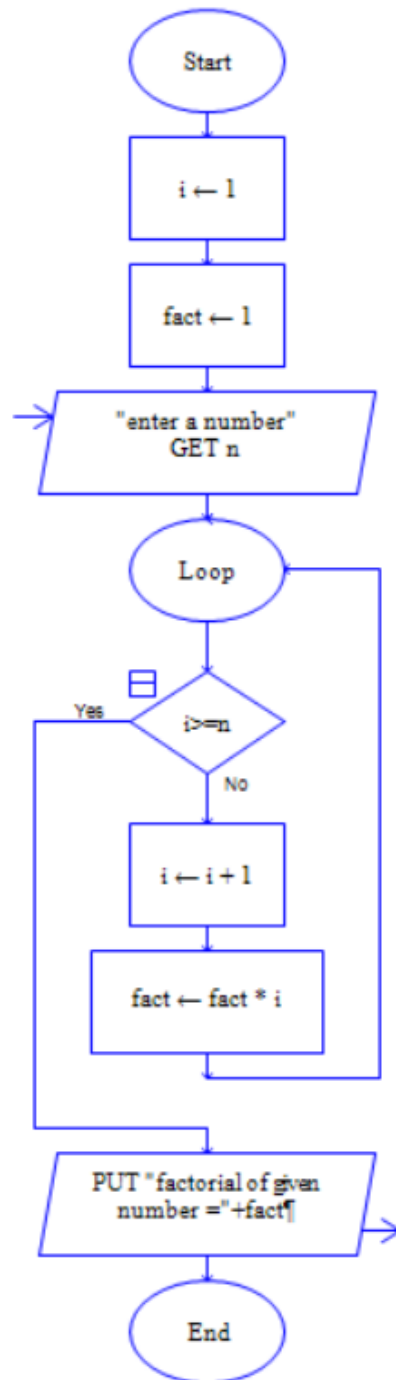 Start
i ← 1
fact ← 1
"enter a number"
GET n
Loop
Yes
i>=n
No
i ← i + 1
fact ← fact * i
PUT "factorial of given
number ="+fact¶
End